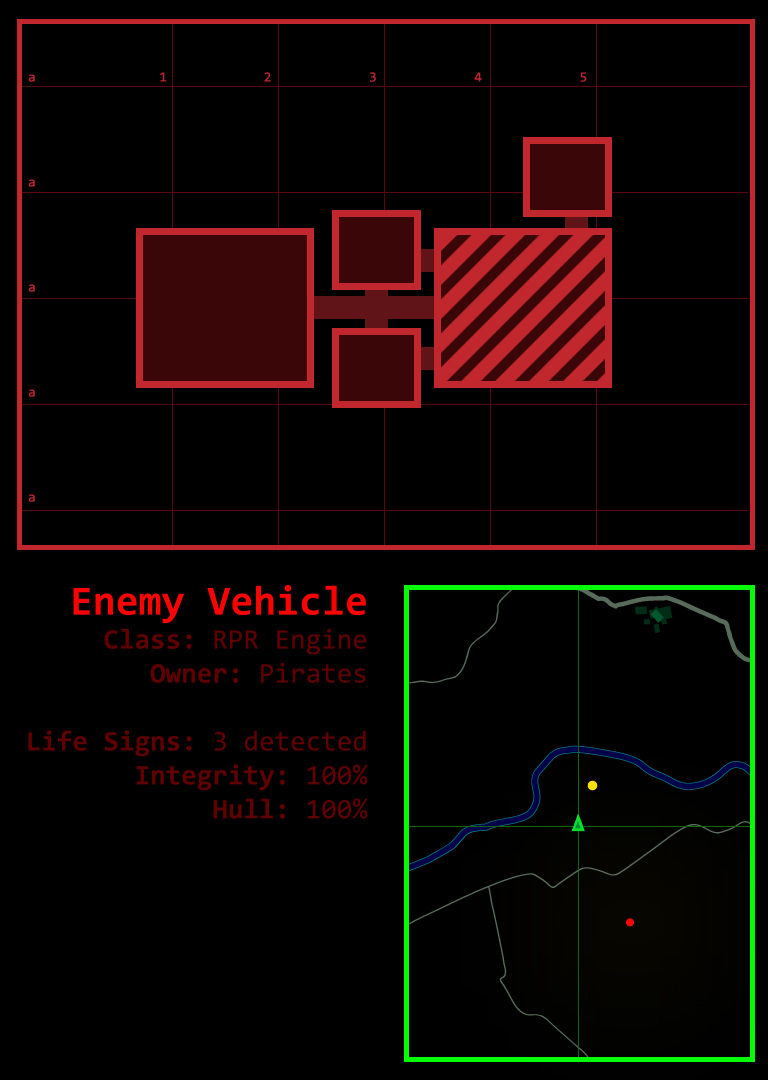 a 1 2 3 4 5
a
a
a
a
Enemy Vehicle
Class: RPR Engine
Owner: Pirates
Life Signs: 3 detected
Integrity: 100%
Hull: 100%